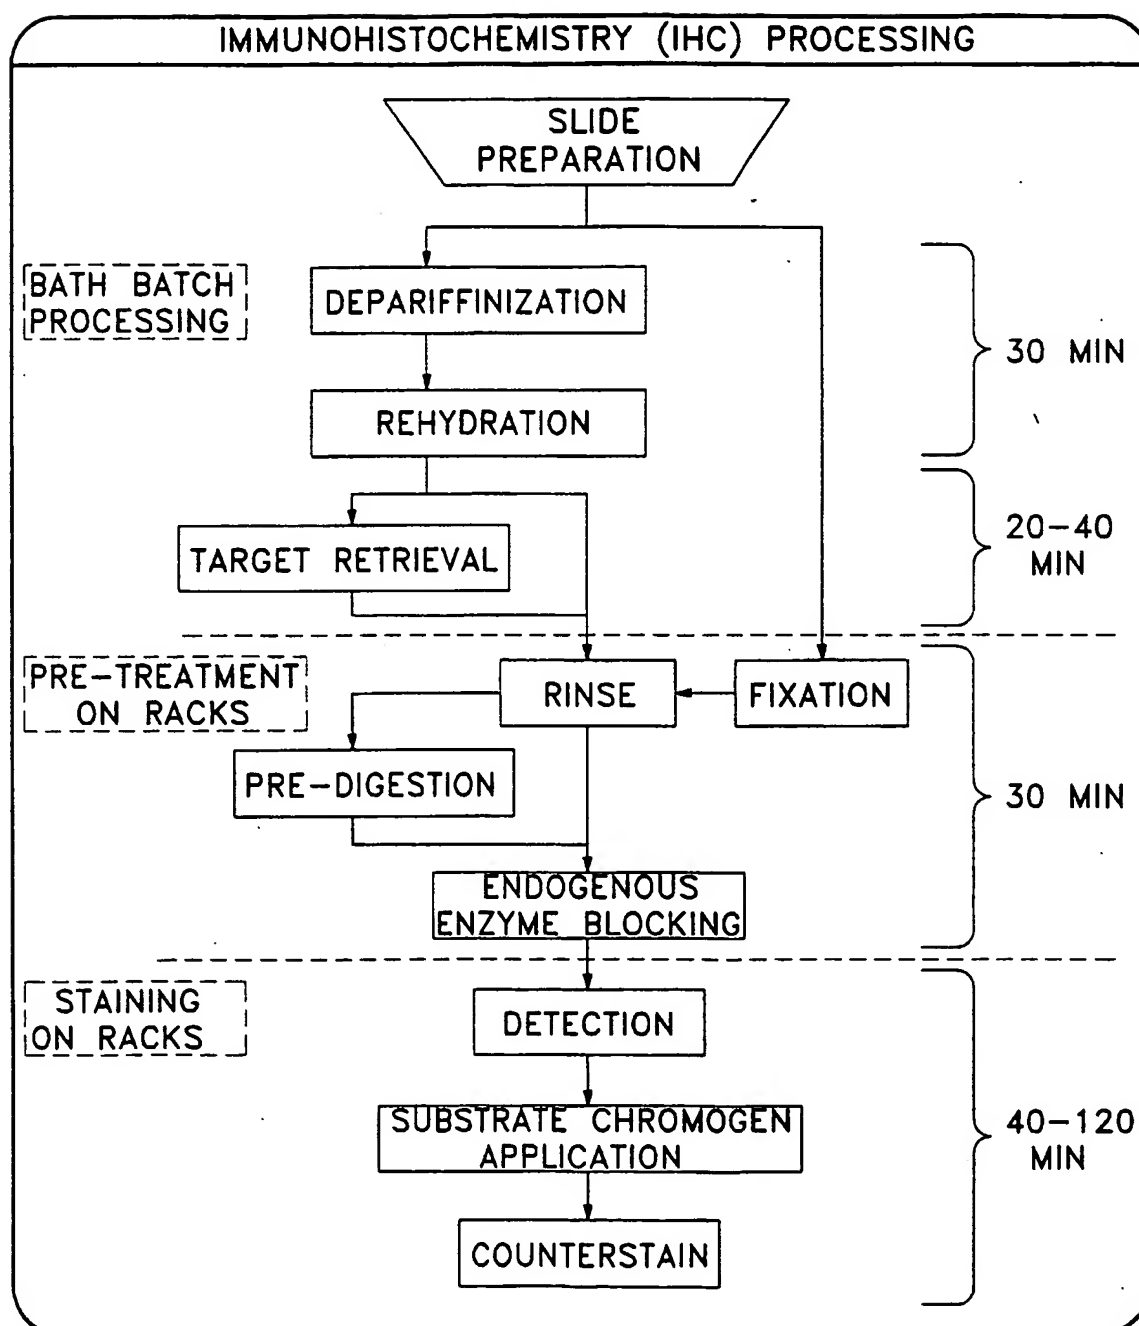 IMMUNOHISTOCHEMISTRY (IHC) PROCESSING
SLIDE
PREPARATION
BATH BATCH
PROCESSING
DEPARIFFINIZATION
30 MIN
REHYDRATION
TARGET RETRIEVAL
20-40
MIN
PRE-TREATMENT
ON RACKS
RINSE
FIXATION
PRE-DIGESTION
30 MIN
ENDOGENOUS
ENZYME BLOCKING
STAINING
ON RACKS
DETECTION
SUBSTRATE CHROMOGEN
APPLICATION
40-120
MIN
COUNTERSTAIN